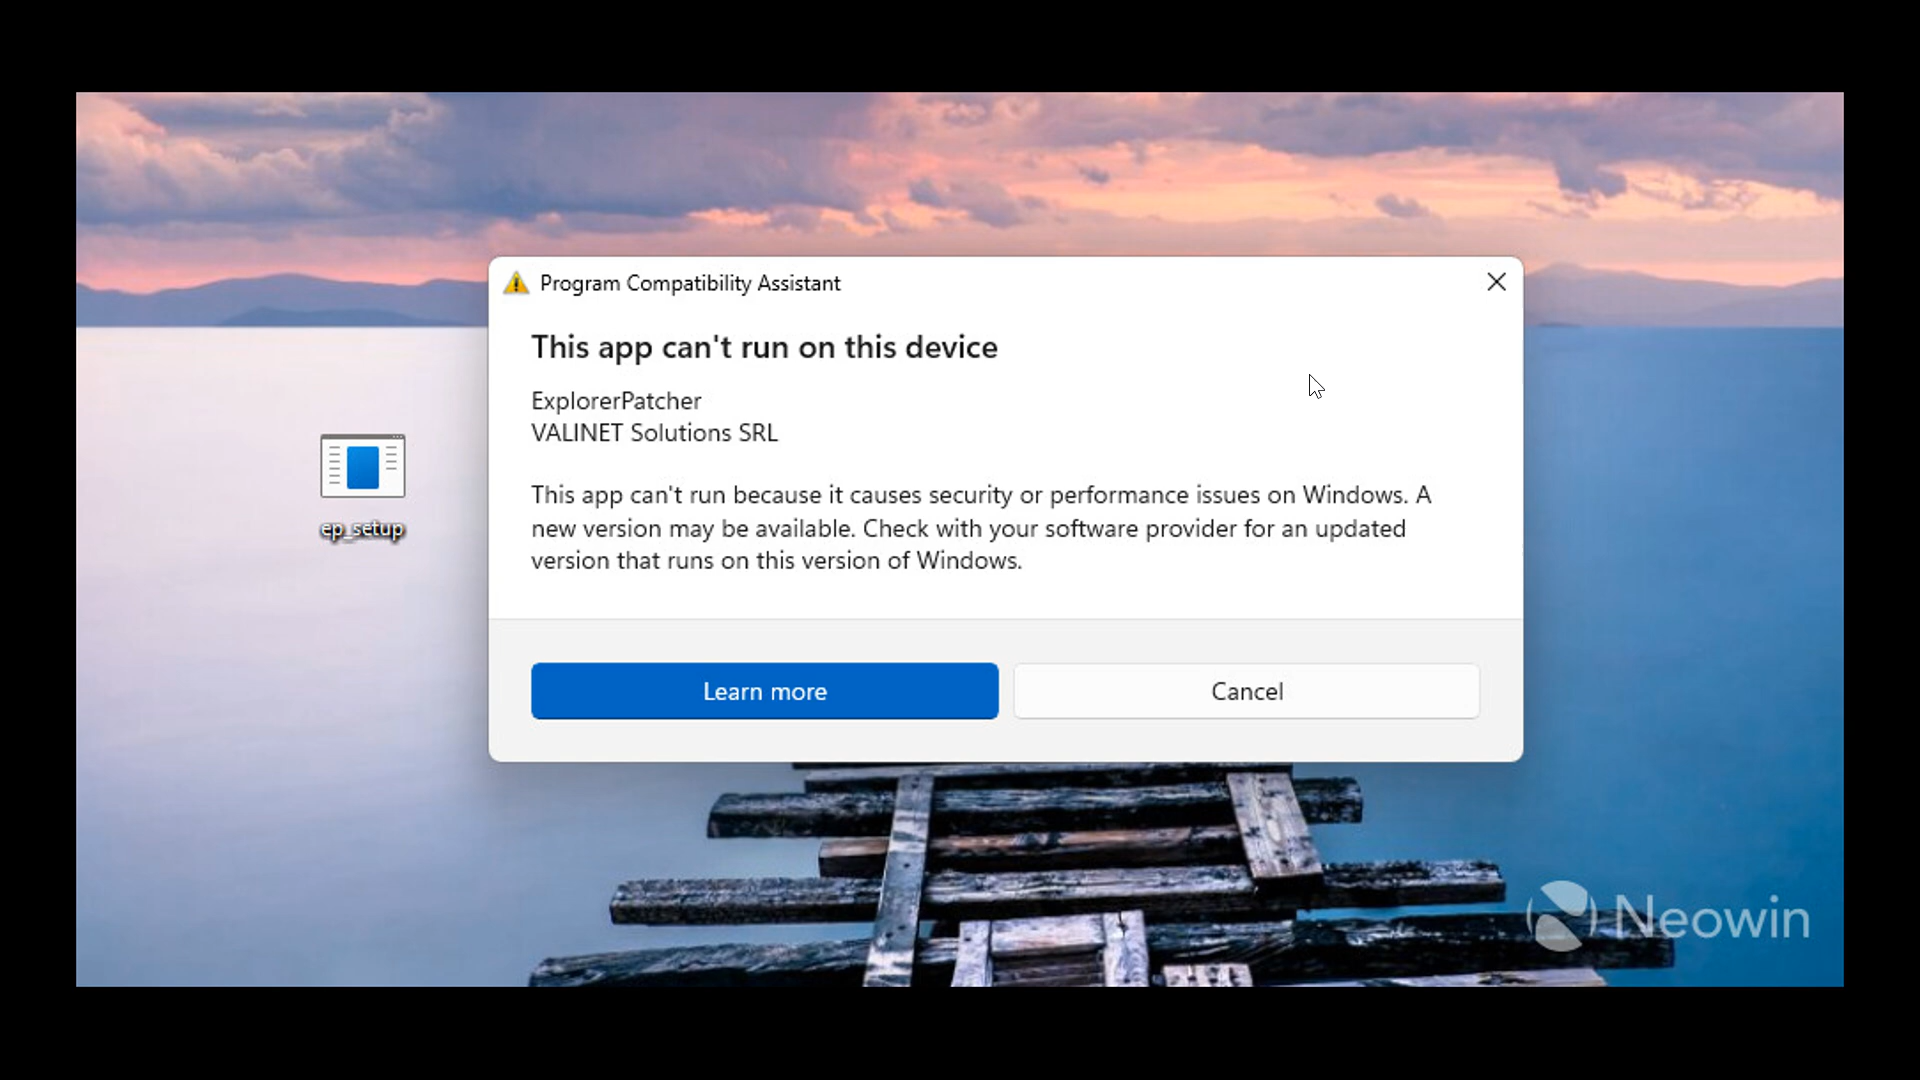 Program Compatibility Assistant
This app can't run on this device
ExplorerPatcher
VALINET Solutions SRL
This app can't run because it causes security or performance issues on Windows. A
new version may be available. Check with your software provider for an updated
version that runs on this version of Windows.
Learn more
Cancel
ep_setup
Neowin